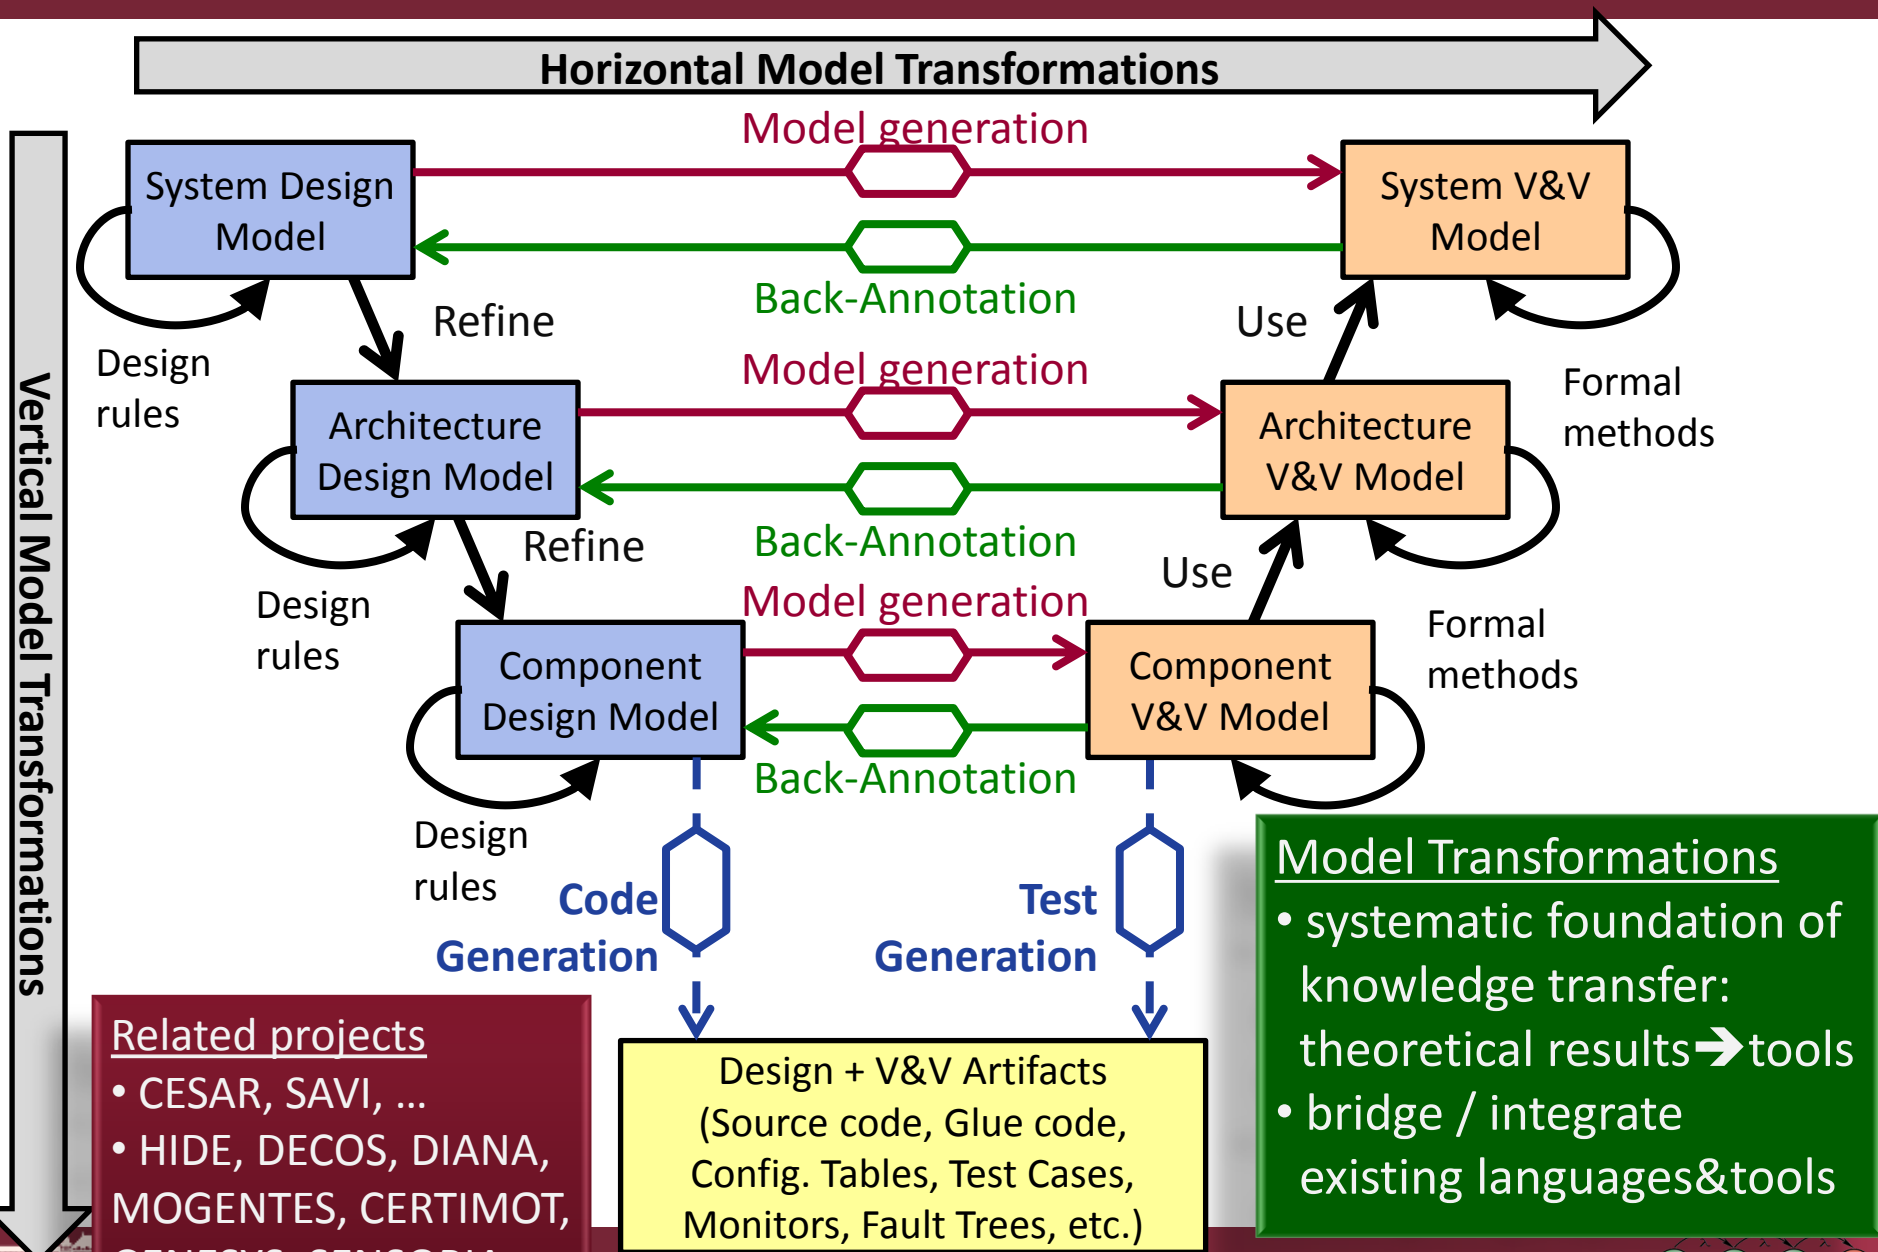 Horizontal Model Transformations
Vertical Model Transformations
Model generation
System Design
Model
System V&V
Model
Back-Annotation
Refine
Use
Design
rules
Formal
methods
Model generation
Architecture
Design Model
Architecture
V&V Model
Back-Annotation
Refine
Use
Design
rules
Formal
methods
Model generation
Component
Design Model
Component
V&V Model
Back-Annotation
Design
rules
Code
Generation
Test
Generation
Model Transformations
• systematic foundation of
knowledge transfer:
theoretical results➔tools
• bridge / integrate
existing languages&tools
Related projects
• CESAR, SAVI, ...
• HIDE, DECOS, DIANA,
MOGENTES, CERTIMOT,
GENESYS, SENSORIA
Design + V&V Artifacts
(Source code, Glue code,
Config. Tables, Test Cases,
Monitors, Fault Trees, etc.)